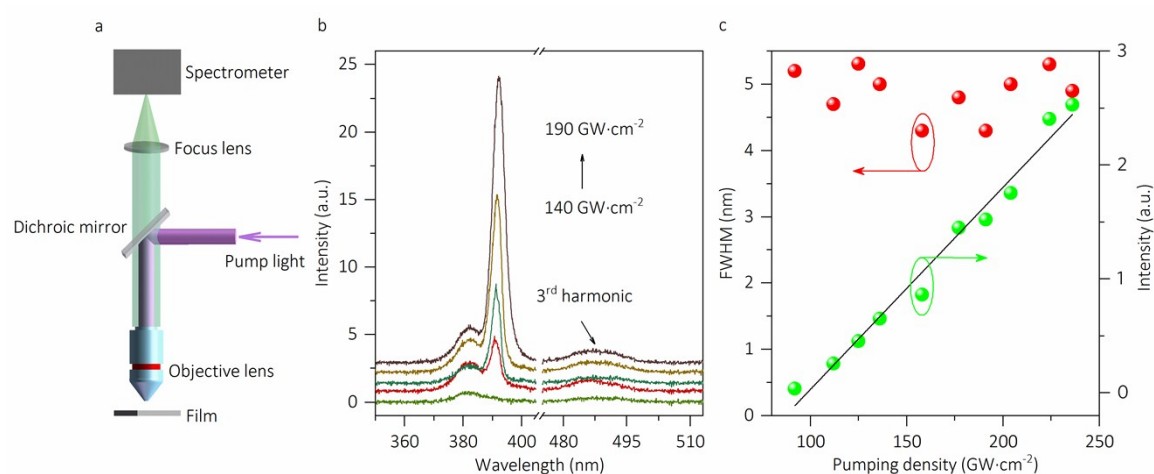 a
Spectrometer
Focus lens
Dichroic mirror
Pump light
Objective lens
Film
b
25
20
15
10
5
0
Intensity (a.u.)
190 GW·cm⁻²
140 GW·cm⁻²
3ʳᵈ harmonic
360
380
400
480
495
510
Wavelength (nm)
c
5
4
3
2
1
0
FWHM (nm)
3
2
1
0
Intensity (a.u.)
100
150
200
250
Pumping density (GW·cm⁻²)